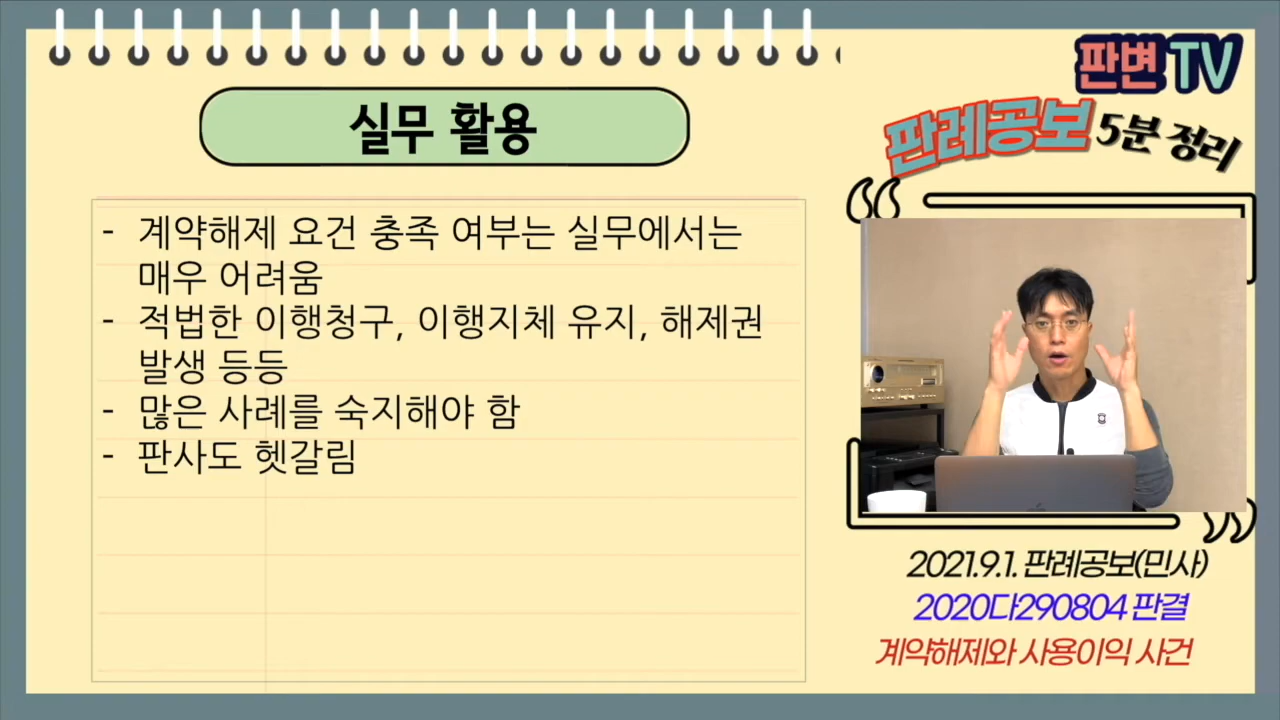 실무 활용
- 계약해제 요건 충족 여부는 실무에서는
매우 어려움
- 적법한 이행청구, 이행지체 유지, 해제권
발생 등등
- 많은 사례를 숙지해야 함
- 판사도 헷갈림
판변TV
판례공보 5분 정리
2021.9.1. 판례공보(민사)
2020다290804 판결
계약해제와 사용이익 사건